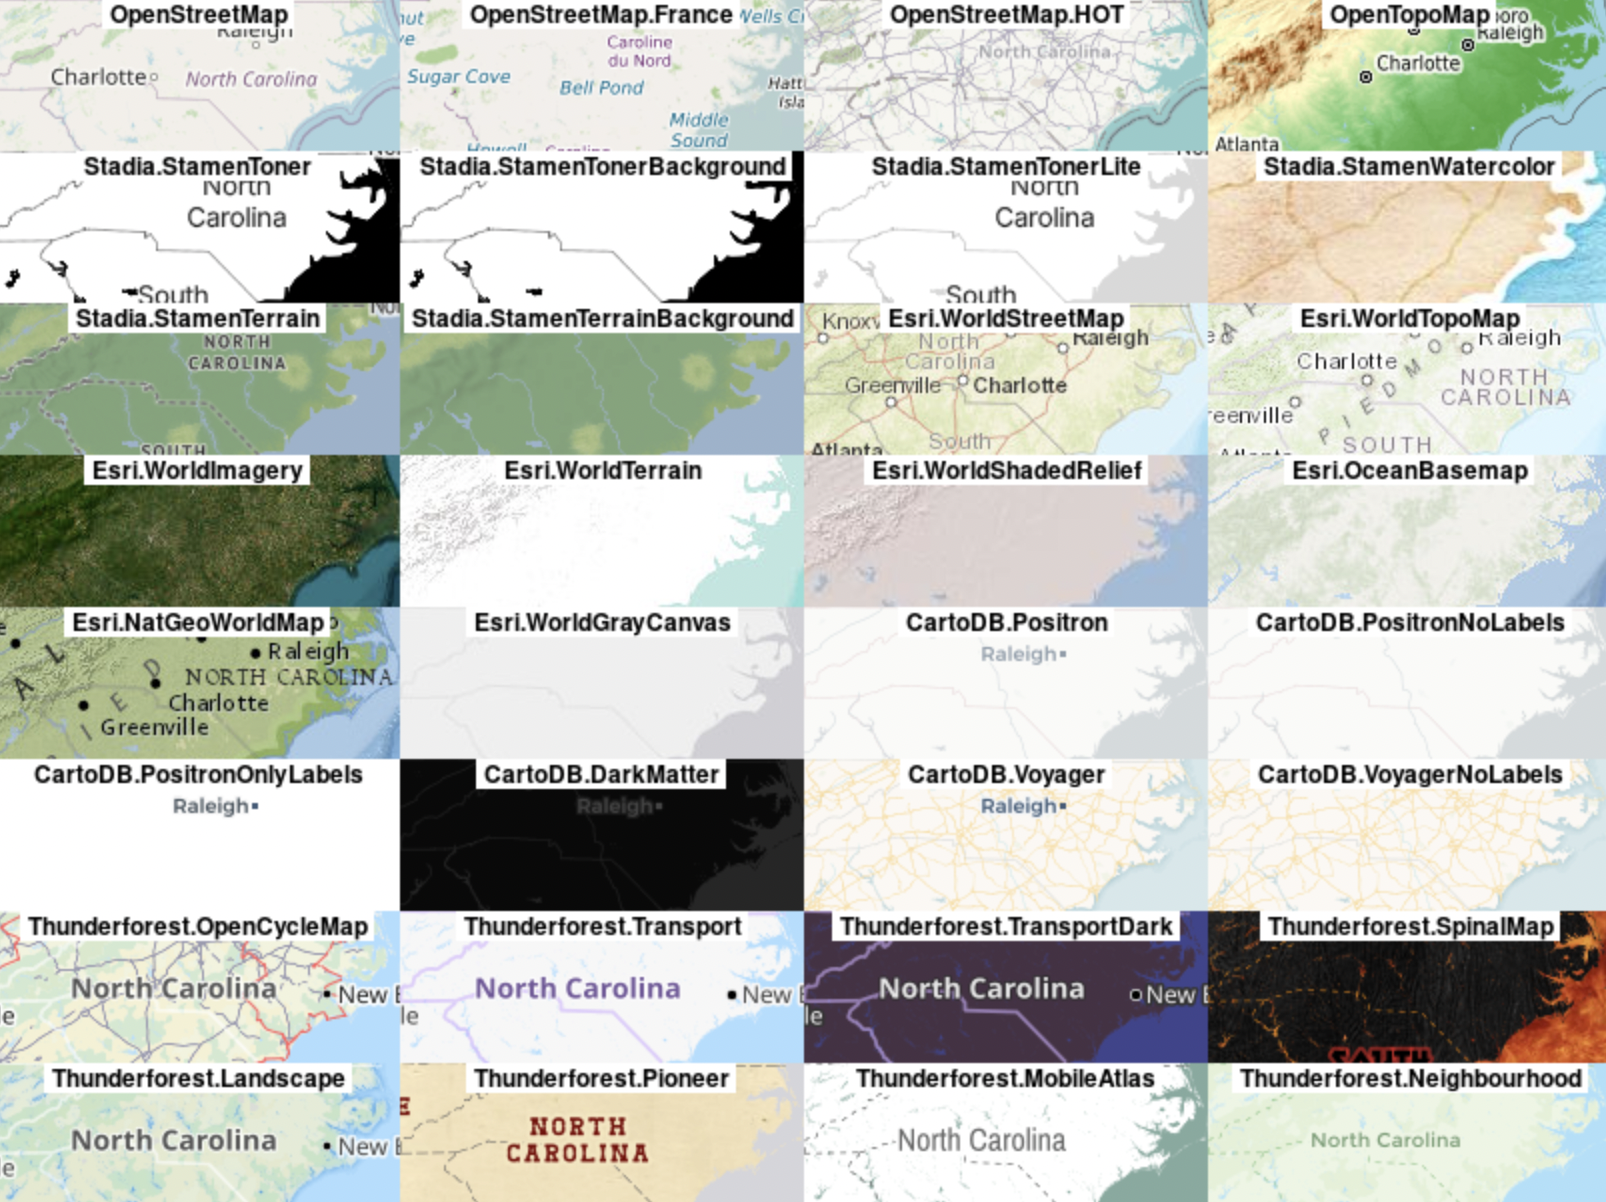 OpenStreetMap
Raleigh
Charlotte
North Carolina
OpenStreetMap.France
Wells
Caroline
du Nord
Sugar Cove
Bell Pond
Middle
Sound
OpenStreetMap.HOT
North Carolina
OpenTopoMap
Raleigh
Charlotte
Atlanta
Stadia.StamenToner
North
Carolina
South
Stadia.StamenTonerBackground
Stadia.StamenTonerLite
North
Carolina
South
Stadia.StamenWatercolor
Stadia.StamenTerrain
NORTH
CAROLINA
SOUTH
Stadia.StamenTerrainBackground
Esri.WorldStreetMap
Knoxv
Raleigh
North
Carolina
Greenville
Charlotte
Atlanta
South
Esri.WorldTopoMap
Raleigh
Charlotte
NORTH
CAROLINA
reenville
PIEDMO
SOUTH
Esri.WorldImagery
Esri.WorldTerrain
Esri.WorldShadedRelief
Esri.OceanBasemap
Esri.NatGeoWorldMap
Raleigh
NORTH CAROLINA
Charlotte
Greenville
Esri.WorldGrayCanvas
CartoDB.Positron
Raleigh
CartoDB.PositronNoLabels
CartoDB.PositronOnlyLabels
Raleigh
CartoDB.DarkMatter
Raleigh
CartoDB.Voyager
Raleigh
CartoDB.VoyagerNoLabels
Thunderforest.OpenCycleMap
North Carolina
New
le
Thunderforest.Transport
North Carolina
New
le
Thunderforest.TransportDark
North Carolina
New
le
Thunderforest.SpinalMap
SOUTH
Thunderforest.Landscape
North Carolina
New
le
Thunderforest.Pioneer
NORTH
CAROLINA
Thunderforest.MobileAtlas
North Carolina
Thunderforest.Neighbourhood
North Carolina